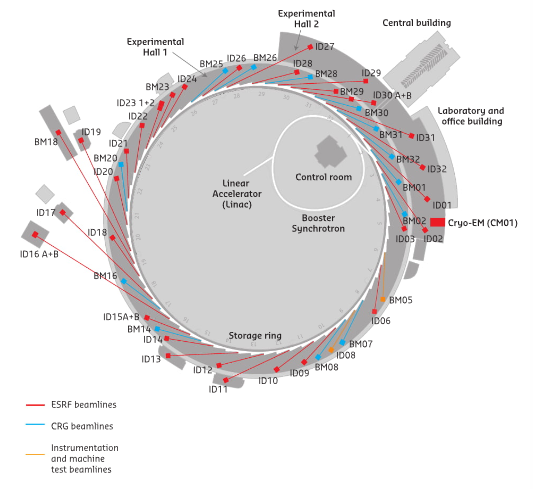 Experimental
Hall 2
Central building
Experimental
Hall 1
ID27
BM25
ID26
BM26
ID28
BM28
ID29
ID24
BM23
BM29
ID30 A+B
ID23 1+2
BM30
Laboratory and
office building
ID22
BM31
ID31
ID19
BM18
ID21
BM20
BM32
ID32
ID20
Control room
Linear
Accelerator
(Linac)
BM01
ID17
Booster
Synchrotron
ID01
BM02
Cryo-EM (CM01)
ID18
ID03
ID02
ID16 A+B
BM16
BM05
ID15A+B
ID06
BM14
Storage ring
ID14
BM07
ID13
ID08
BM08
ID12
ID09
ID10
ID11
ESRF beamlines
CRG beamlines
Instrumentation
and machine
test beamlines